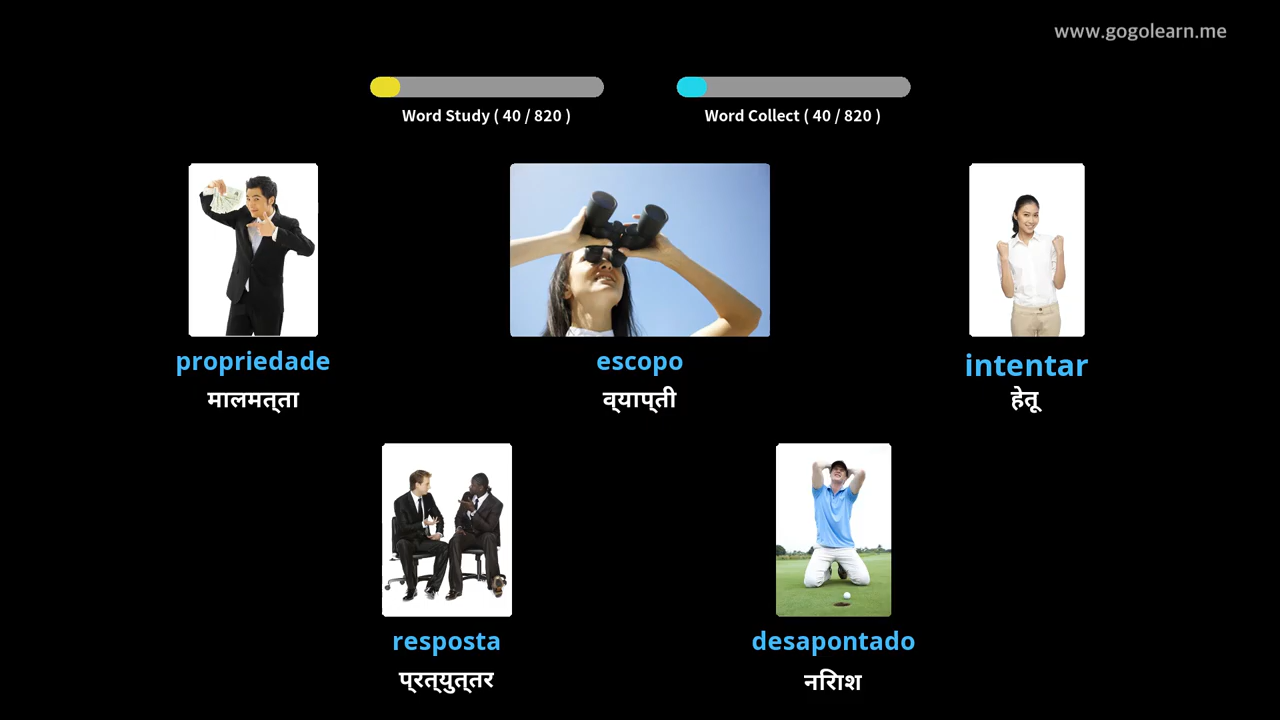 www.gogolearn.me
Word Study ( 40 / 820 )
Word Collect ( 40 / 820 )
propriedade
मालमत्ता
escopo
व्याप्ती
intentar
हेतू
resposta
प्रत्युत्तर
desapontado
निराश